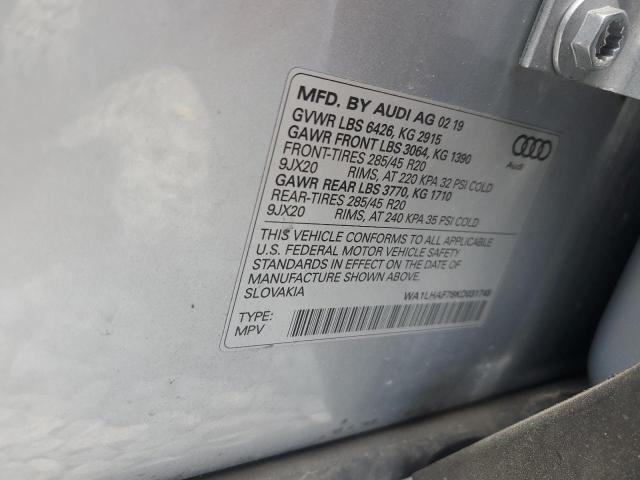 MFD. BY AUDI AG 02 19
GVWR LBS 6426, KG 2915
GAWR FRONT LBS 3064, KG 1390
FRONT-TIRES 285/45 R20
9JX20 RIMS, AT 220 KPA 32 PSI COLD
GAWR REAR LBS 3770, KG 1710
REAR-TIRES 285/45 R20
9JX20 RIMS, AT 240 KPA 35 PSI COLD
Audi
THIS VEHICLE CONFORMS TO ALL APPLICABLE
U.S. FEDERAL MOTOR VEHICLE SAFETY
STANDARDS IN EFFECT ON THE DATE OF
MANUFACTURE SHOWN ABOVE.
SLOVAKIA
WA1LHAF78KD031743
TYPE:
MPV